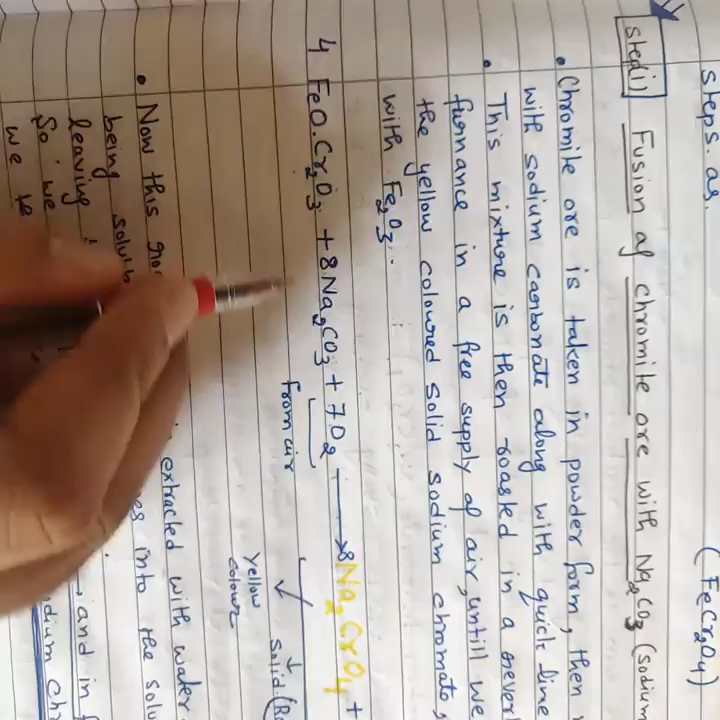 steps. as.
(FeCr2O4)
Step(i) Fusion of chromite ore with Na2CO3 (sodium
• Chromite ore is taken in powder form, then
with sodium carbonate along with quick lime
• This mixture is then roasted in a rever
furnance in a free supply of air, untill we
the yellow coloured solid sodium chromate,
with Fe2O3.
4 FeO.Cr2O3 + 8Na2CO3 + 7O2 → 8Na2CrO4 +
from air
Solid
Yellow colour
• Now this extracted with water
being into the solu
leaving and in
So we
we